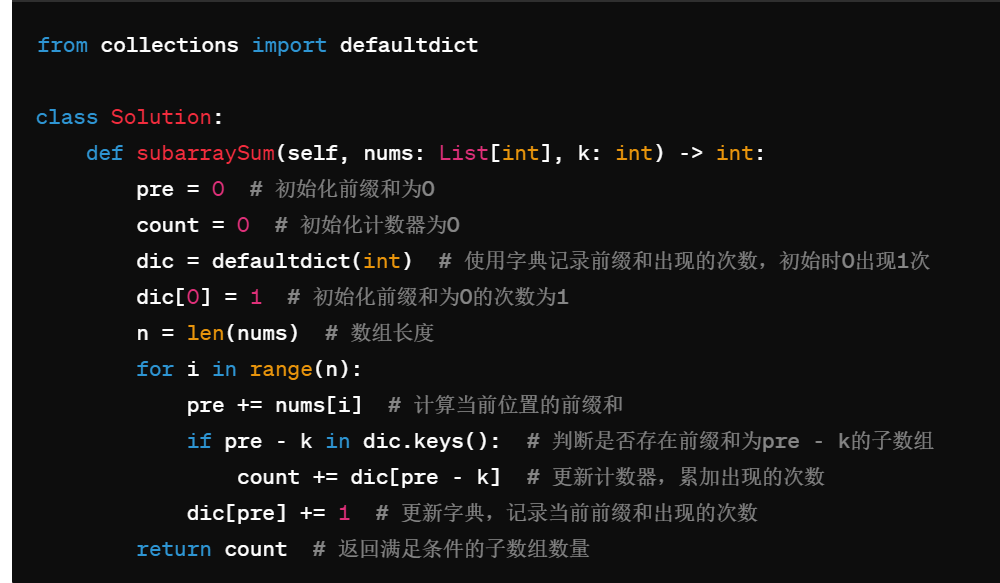 from collections import defaultdict
class Solution:
def subarraySum(self, nums: List[int], k: int) -> int:
pre = 0  # 初始化前缀和为0
count = 0  # 初始化计数器为0
dic = defaultdict(int)  # 使用字典记录前缀和出现的次数，初始时0出现1次
dic[0] = 1  # 初始化前缀和为0的次数为1
n = len(nums)  # 数组长度
for i in range(n):
pre += nums[i]  # 计算当前位置的前缀和
if pre - k in dic.keys():  # 判断是否存在前缀和为pre - k的子数组
count += dic[pre - k]  # 更新计数器，累加出现的次数
dic[pre] += 1  # 更新字典，记录当前前缀和出现的次数
return count  # 返回满足条件的子数组数量